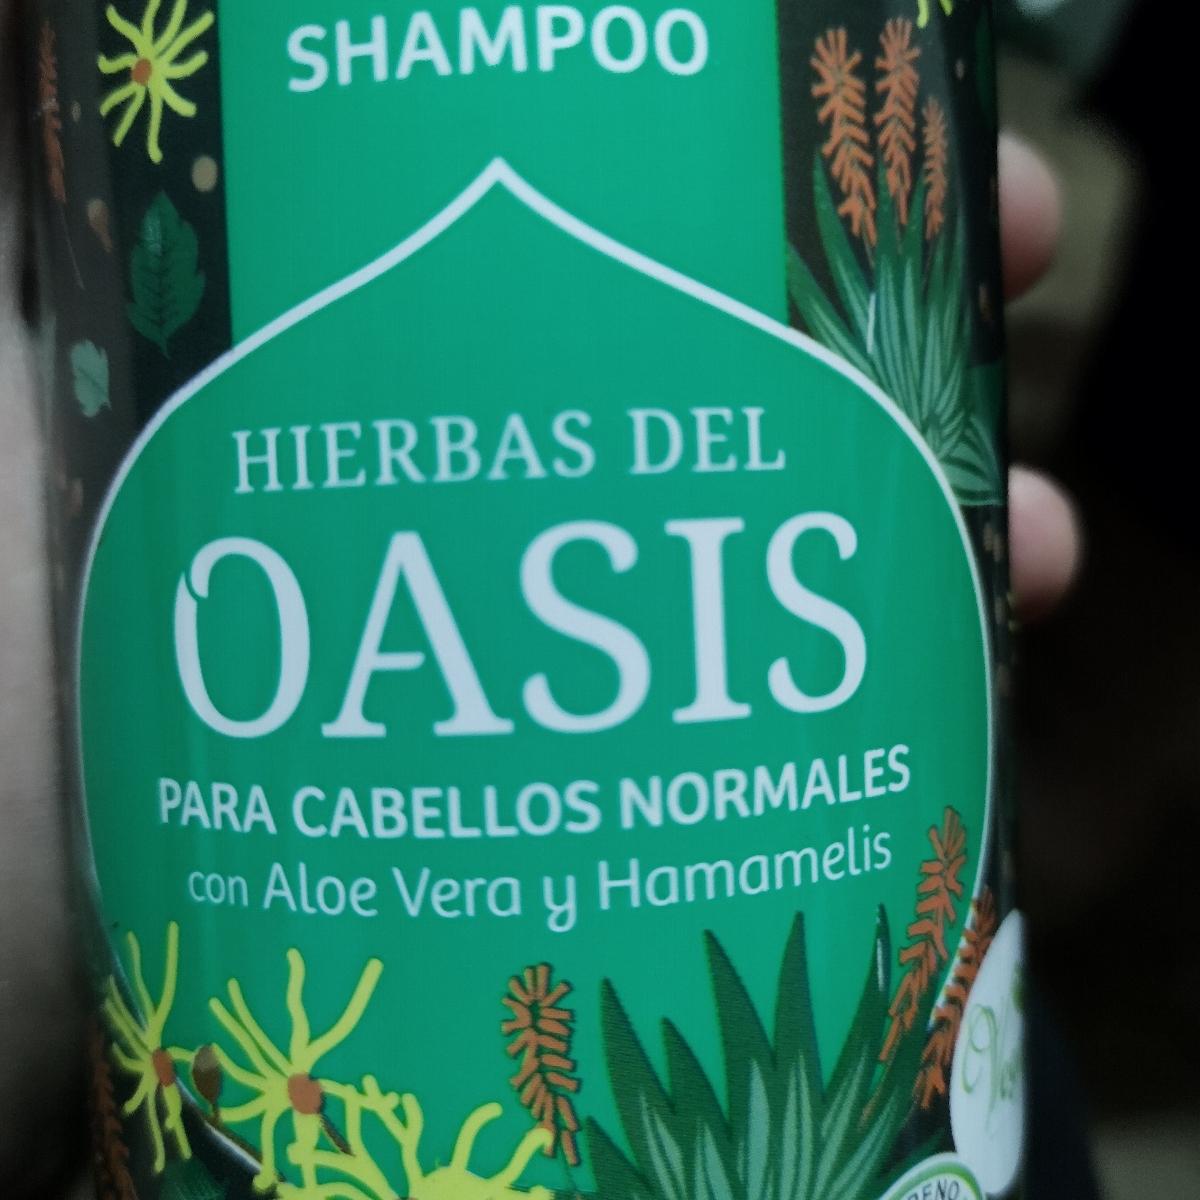 SHAMPOO
HIERBAS DEL
OASIS
PARA CABELLOS NORMALES
con Aloe Vera y Hamamelis